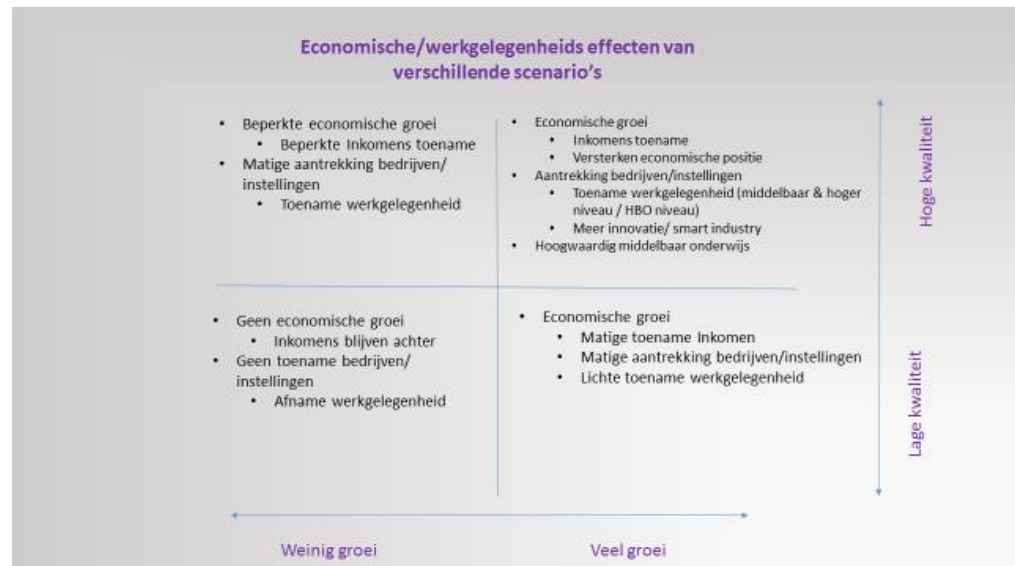 Economische/werkgelegenheids effecten van
verschillende scenario's
• Beperkte economische groei
• Beperkte Inkomens toename
• Matige aantrekking bedrijven/
instellingen
• Toename werkgelegenheid
• Economische groei
• Inkomens toename
• Versterken economische positie
• Aantrekking bedrijven/instellingen
• Toename werkgelegenheid (middelbaar & hoger
niveau / HBO niveau)
• Meer innovatie/ smart industry
• Hoogwaardig middelbaar onderwijs
Hoge kwaliteit
• Geen economische groei
• Inkomens blijven achter
• Geen toename bedrijven/
instellingen
• Afname werkgelegenheid
• Economische groei
• Matige toename Inkomen
• Matige aantrekking bedrijven/instellingen
• Lichte toename werkgelegenheid
Lage kwaliteit
Weinig groei
Veel groei